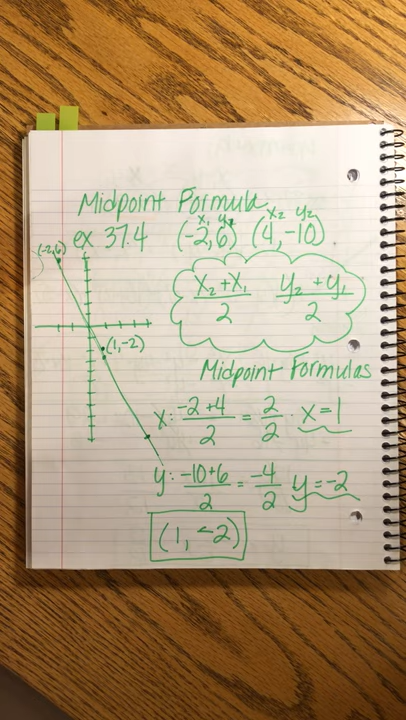 Midpoint Formula
x₁ y₂ x₂ y₂
ex 37.4 (-2,6) (4,-10)
(-2,6)
x₂+x₁/2 y₂+y₁/2
(1,-2)
Midpoint Formulas
x: -2+4/2 = 2/2 · x=1
y: -10+6/2 = -4/2 y=-2
(1,-2)